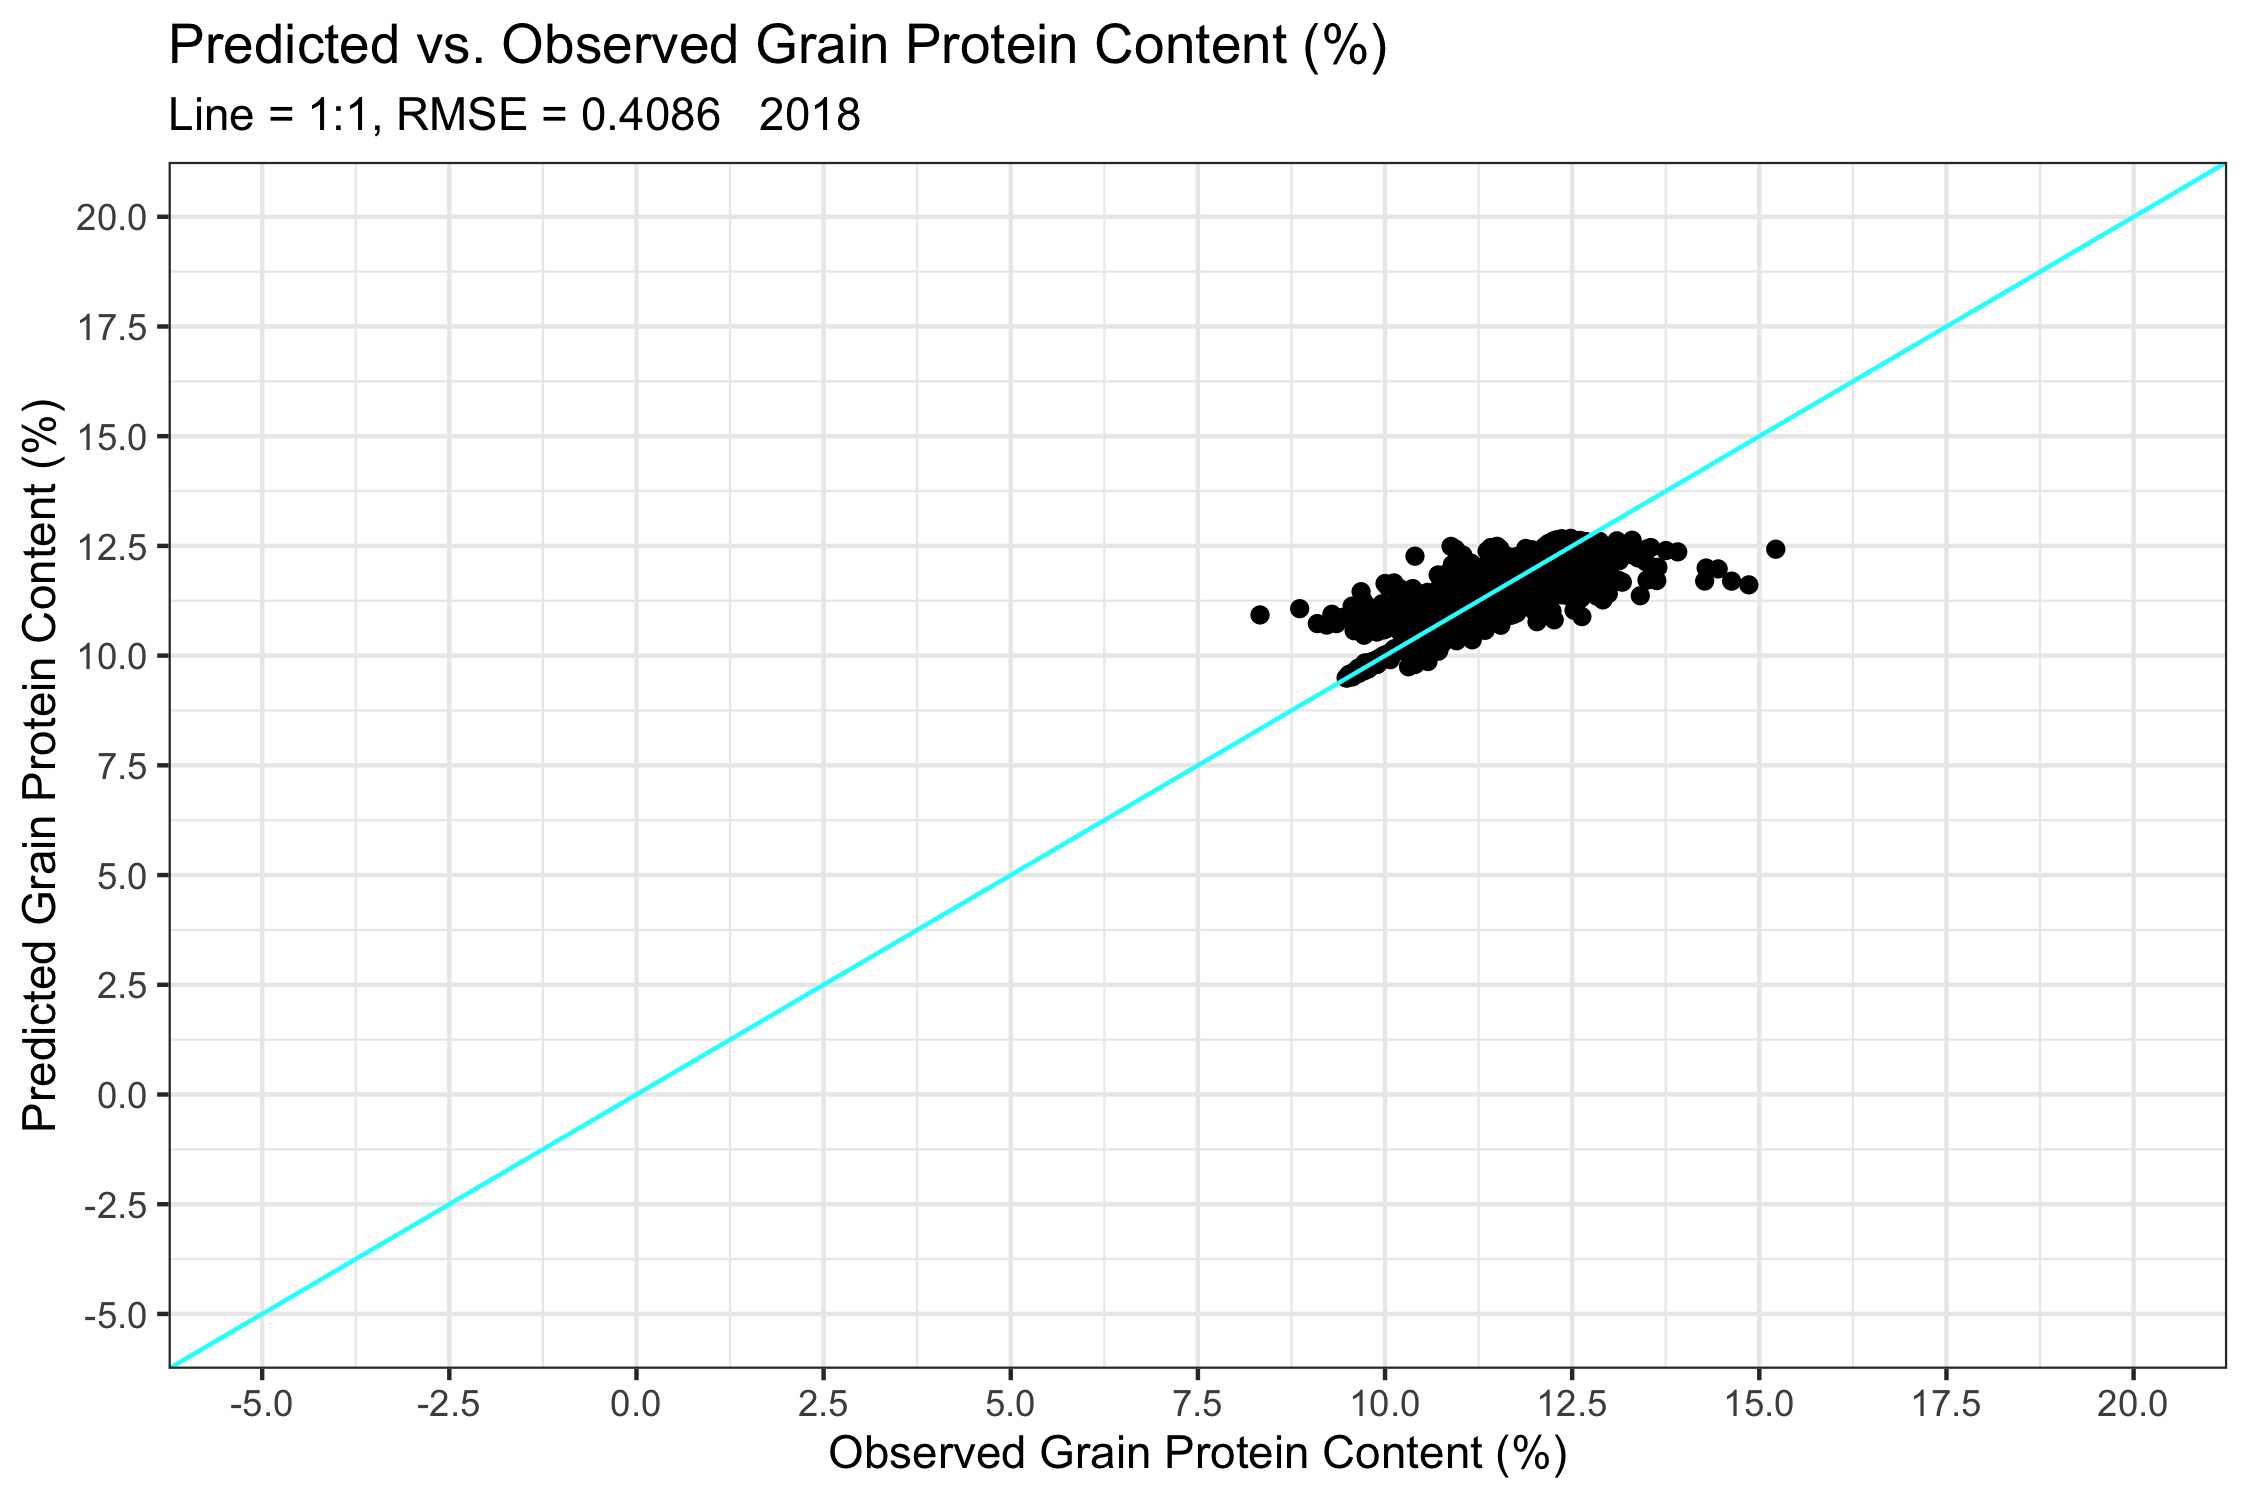 Predicted vs. Observed Grain Protein Content (%)
Line = 1:1, RMSE = 0.4086   2018
Predicted Grain Protein Content (%)
20.0
17.5
15.0
12.5
10.0
7.5
5.0
2.5
0.0
-2.5
-5.0
-5.0 -2.5 0.0 2.5 5.0 7.5 10.0 12.5 15.0 17.5 20.0
Observed Grain Protein Content (%)